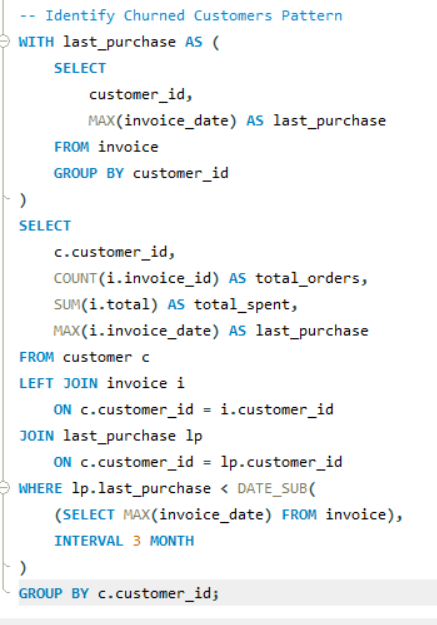 -- Identify Churned Customers Pattern
WITH last_purchase AS (
    SELECT
        customer_id,
        MAX(invoice_date) AS last_purchase
    FROM invoice
    GROUP BY customer_id
)
SELECT
    c.customer_id,
    COUNT(i.invoice_id) AS total_orders,
    SUM(i.total) AS total_spent,
    MAX(i.invoice_date) AS last_purchase
FROM customer c
LEFT JOIN invoice i
    ON c.customer_id = i.customer_id
JOIN last_purchase lp
    ON c.customer_id = lp.customer_id
WHERE lp.last_purchase < DATE_SUB(
    (SELECT MAX(invoice_date) FROM invoice),
    INTERVAL 3 MONTH
)
GROUP BY c.customer_id;